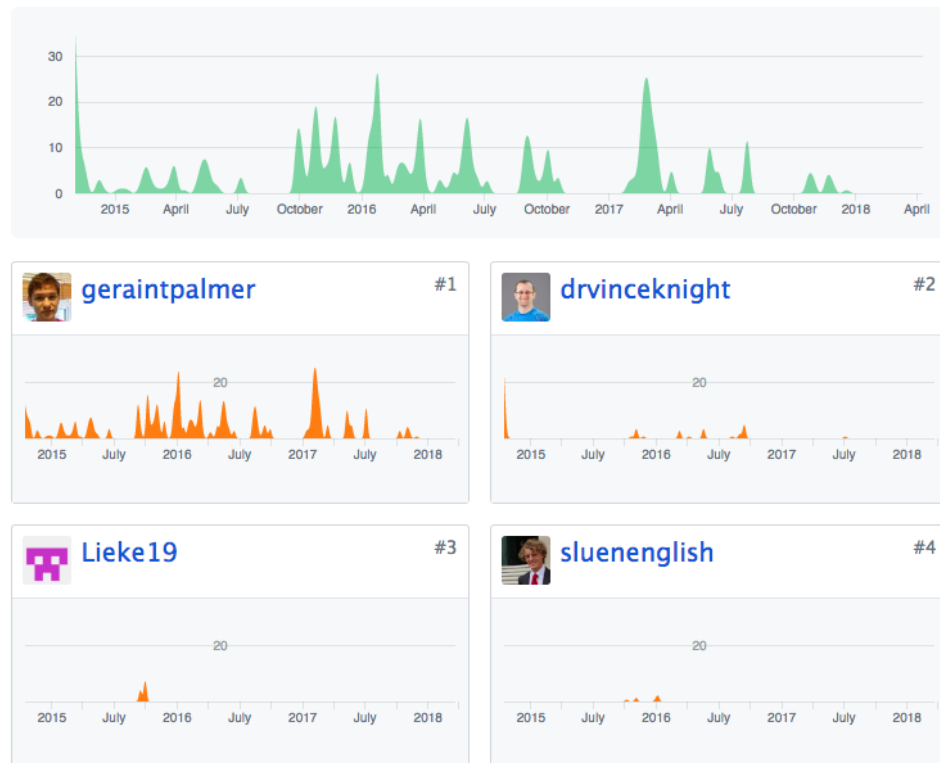 30
20
10
0
2015 April July October 2016 April July October 2017 April July October 2018 April
geraintpalmer #1
20
2015 July 2016 July 2017 July 2018
drvinceknight #2
20
2015 July 2016 July 2017 July 2018
Lieke19 #3
20
2015 July 2016 July 2017 July 2018
sluenenglish #4
20
2015 July 2016 July 2017 July 2018